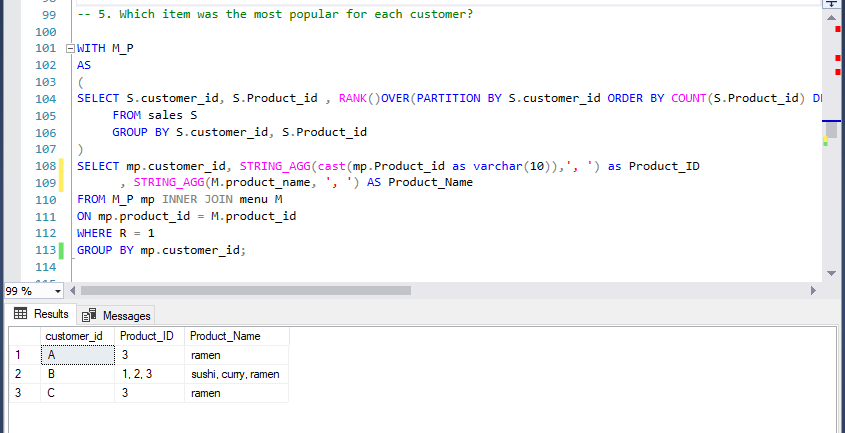 99 -- 5. Which item was the most popular for each customer?
100
101 WITH M_P
102 AS
103 (
104 SELECT S.customer_id, S.Product_id , RANK()OVER(PARTITION BY S.customer_id ORDER BY COUNT(S.Product_id) DE
105 FROM sales S
106 GROUP BY S.customer_id, S.Product_id
107 )
108 SELECT mp.customer_id, STRING_AGG(cast(mp.Product_id as varchar(10)),', ') as Product_ID
109 , STRING_AGG(M.product_name, ', ') AS Product_Name
110 FROM M_P mp INNER JOIN menu M
111 ON mp.product_id = M.product_id
112 WHERE R = 1
113 GROUP BY mp.customer_id;
114
99 %
Results Messages
customer_id Product_ID Product_Name
1 A 3 ramen
2 B 1, 2, 3 sushi, curry, ramen
3 C 3 ramen